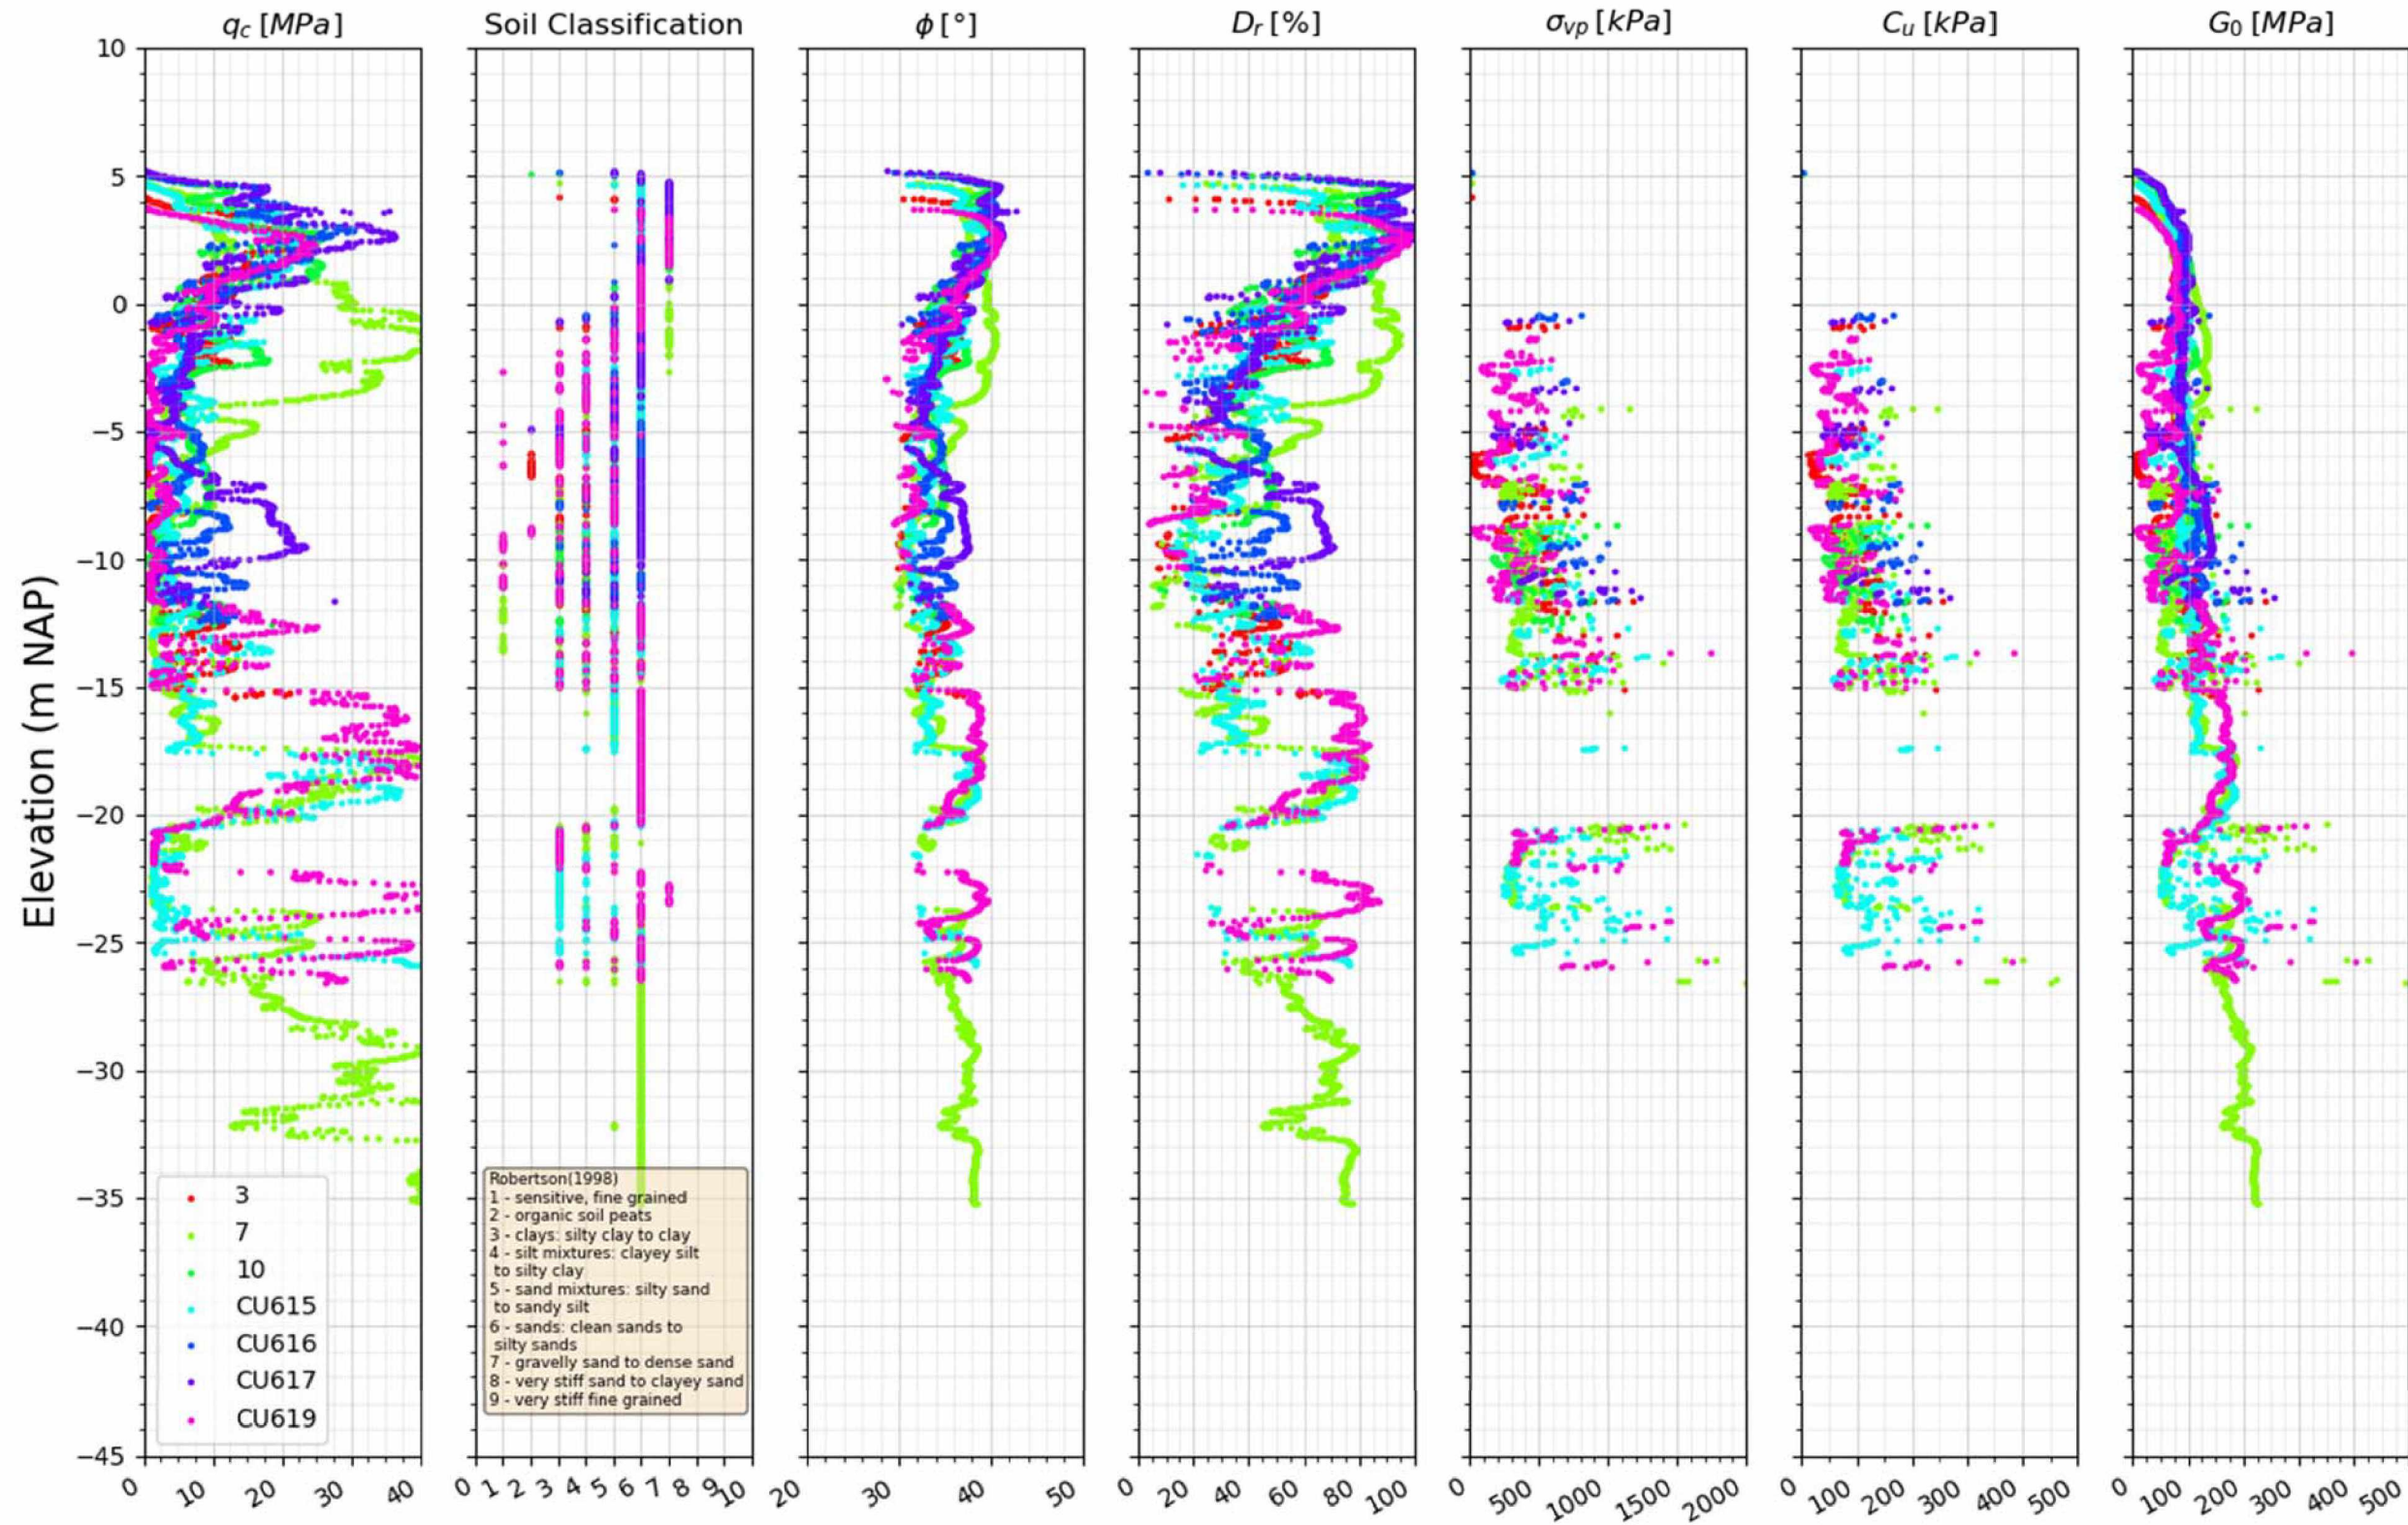 q_c [MPa]
Soil Classification
ϕ [°]
D_r [%]
σ_vp [kPa]
C_u [kPa]
G_0 [MPa]
Elevation (m NAP)
10
5
0
−5
−10
−15
−20
−25
−30
−35
−40
−45
3
7
10
CU615
CU616
CU617
CU619
Robertson(1998)
1 - sensitive, fine grained
2 - organic soil peats
3 - clays: silty clay to clay
4 - silt mixtures: clayey silt
to silty clay
5 - sand mixtures: silty sand
to sandy silt
6 - sands: clean sands to
silty sands
7 - gravelly sand to dense sand
8 - very stiff sand to clayey sand
9 - very stiff fine grained
0 10 20 30 40
0 1 2 3 4 5 6 7 8 9 10
20 30 40 50
0 20 40 60 80 100
0 500 1000 1500 2000
0 100 200 300 400 500
0 100 200 300 400 500